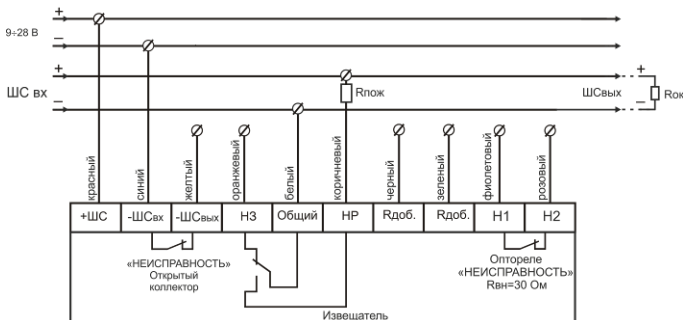 +
9÷28 В
−
+
ШС вх
−
Rпож
ШСвых
+
−
Rок
красный
синий
желтый
оранжевый
белый
коричневый
черный
зеленый
фиолетовый
розовый
+ШС
-ШСвх
-ШСвых
НЗ
Общий
НР
Rдоб.
Rдоб.
Н1
Н2
«НЕИСПРАВНОСТЬ»
Открытый
коллектор
Оптореле
«НЕИСПРАВНОСТЬ»
Rвн=30 Ом
Извещатель